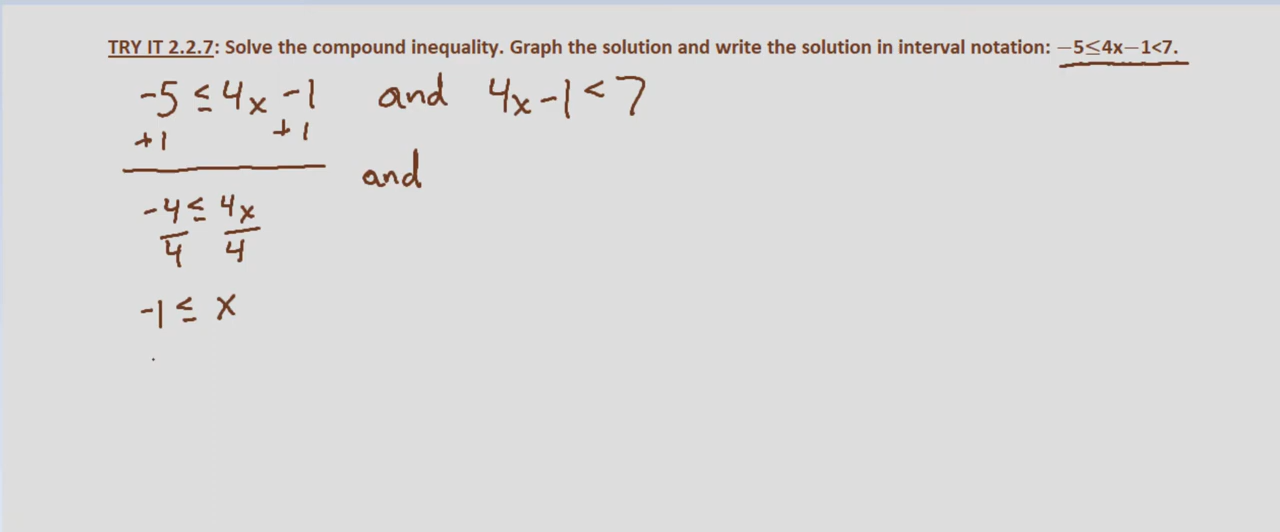 TRY IT 2.2.7: Solve the compound inequality. Graph the solution and write the solution in interval notation: −5≤4x−1<7.
-5 ≤ 4x -1 and 4x-1 < 7
+1 +1
and
-4 ≤ 4x
4 4
-1 ≤ x